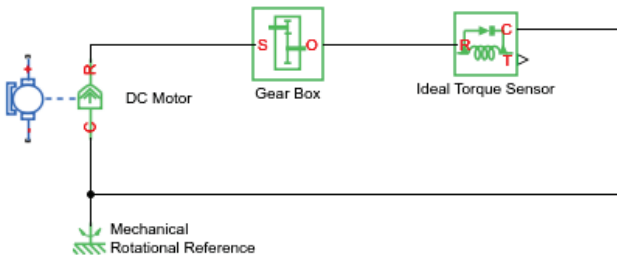 S O
R C
T
R
DC Motor
Gear Box
Ideal Torque Sensor
C
Mechanical
Rotational Reference